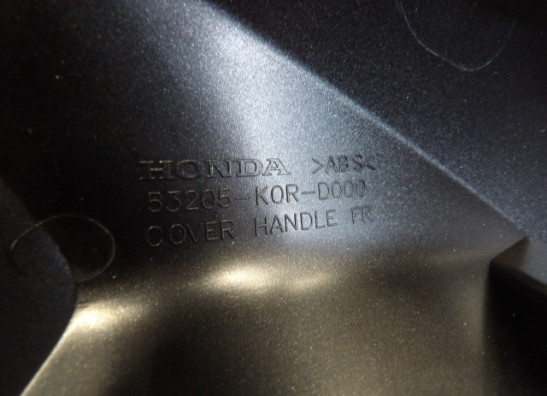 HONDA >ABS<
53205-K0R-D000
COVER HANDLE FR